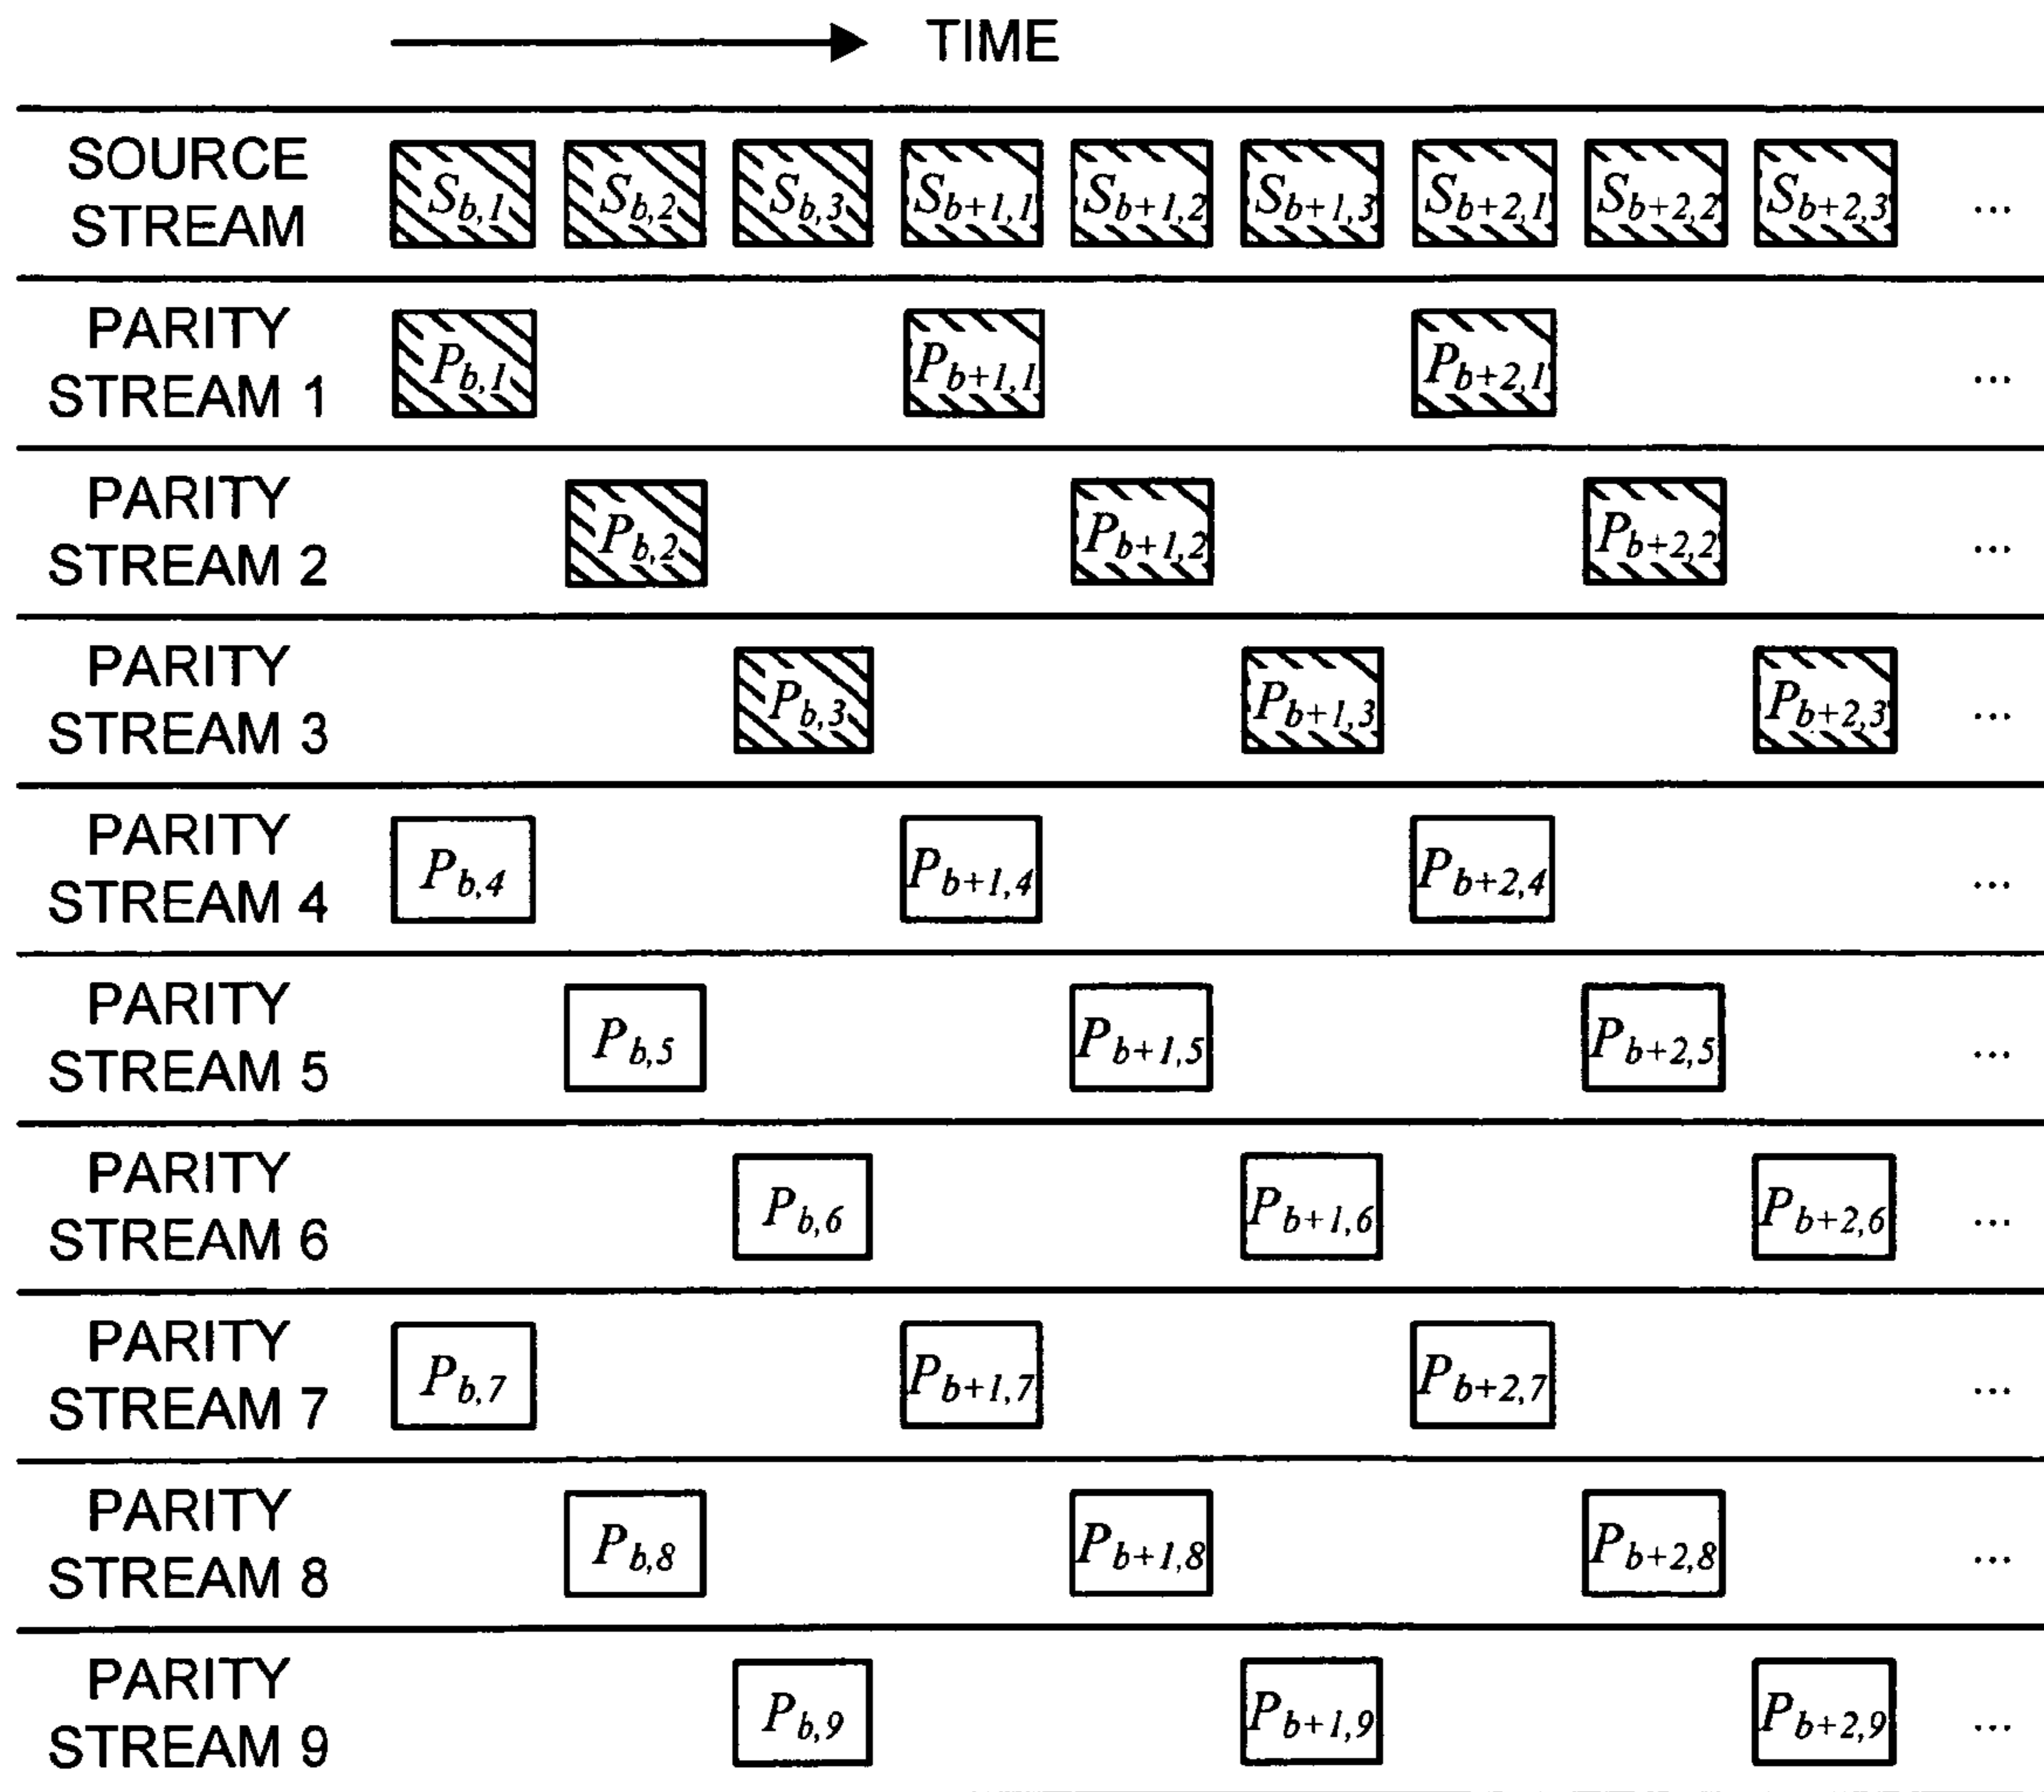 TIME
SOURCE
STREAM
S_{b,1} S_{b,2} S_{b,3} S_{b+1,1} S_{b+1,2} S_{b+1,3} S_{b+2,1} S_{b+2,2} S_{b+2,3} ...
PARITY
STREAM 1
P_{b,1} P_{b+1,1} P_{b+2,1} ...
PARITY
STREAM 2
P_{b,2} P_{b+1,2} P_{b+2,2} ...
PARITY
STREAM 3
P_{b,3} P_{b+1,3} P_{b+2,3} ...
PARITY
STREAM 4
P_{b,4} P_{b+1,4} P_{b+2,4} ...
PARITY
STREAM 5
P_{b,5} P_{b+1,5} P_{b+2,5} ...
PARITY
STREAM 6
P_{b,6} P_{b+1,6} P_{b+2,6} ...
PARITY
STREAM 7
P_{b,7} P_{b+1,7} P_{b+2,7} ...
PARITY
STREAM 8
P_{b,8} P_{b+1,8} P_{b+2,8} ...
PARITY
STREAM 9
P_{b,9} P_{b+1,9} P_{b+2,9} ...